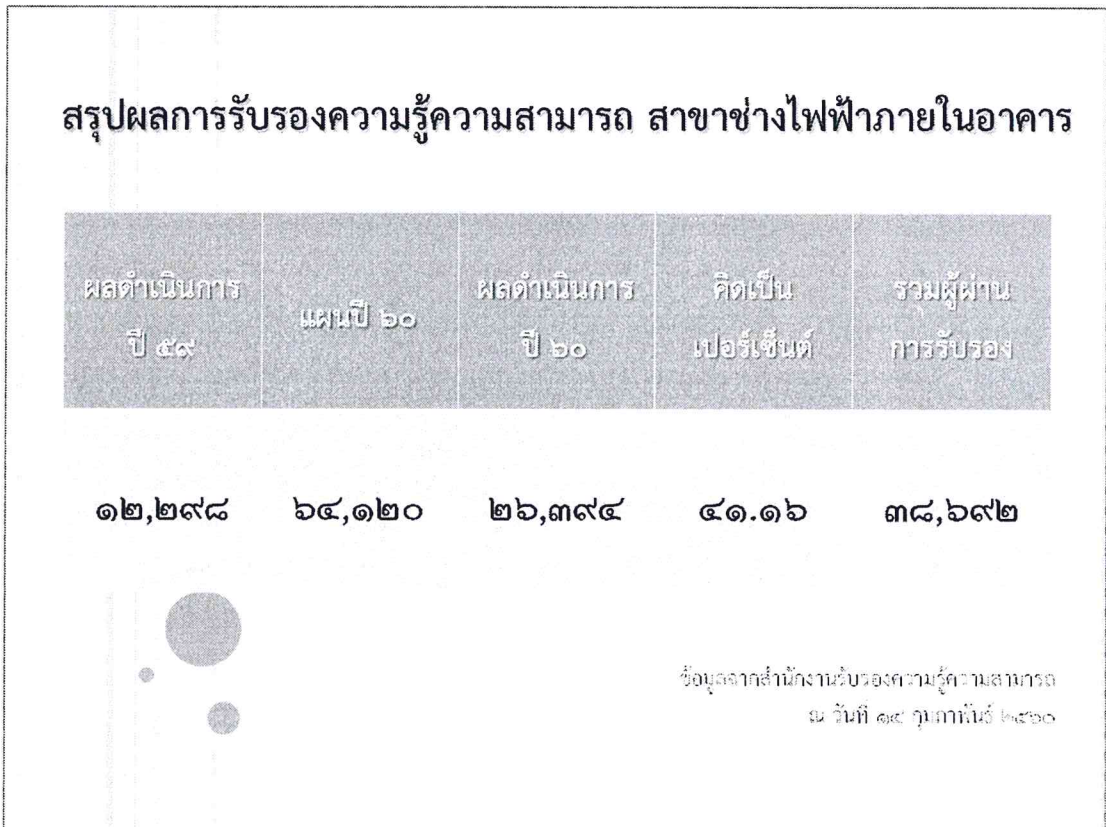 สรุปผลการรับรองความรู้ความสามารถ สาขาช่างไฟฟ้าภายในอาคาร
ผลดำเนินการ
ปี ๕๙
แผนปี ๖๐
ผลดำเนินการ
ปี ๖๐
คิดเป็น
เปอร์เซ็นต์
รวมผู้ผ่าน
การรับรอง
๑๒,๒๙๘ ๖๔,๑๒๐ ๒๖,๓๙๔ ๔๑.๑๖ ๓๘,๖๙๒
ข้อมูลจากสำนักงานรับรองความรู้ความสามารถ
ณ วันที่ กุมภาพันธ์ ๒๕๖๐